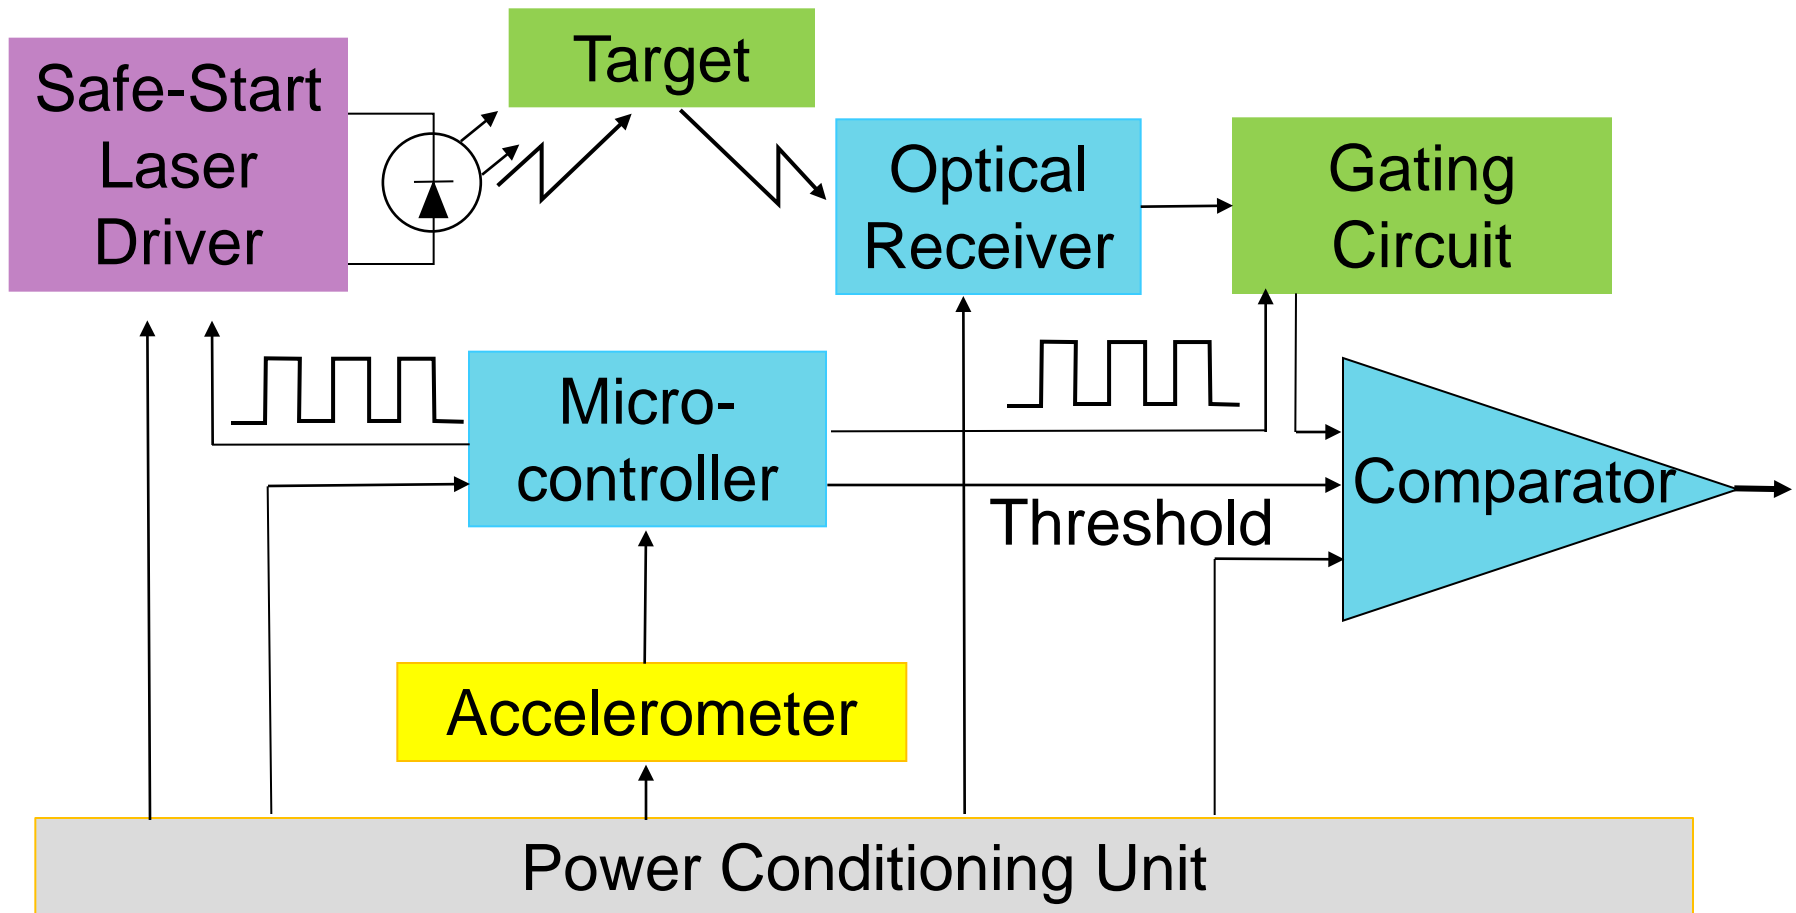 Safe-Start
Laser
Driver
Target
Optical
Receiver
Gating
Circuit
Micro-
controller
Threshold
Comparator
Accelerometer
Power Conditioning Unit